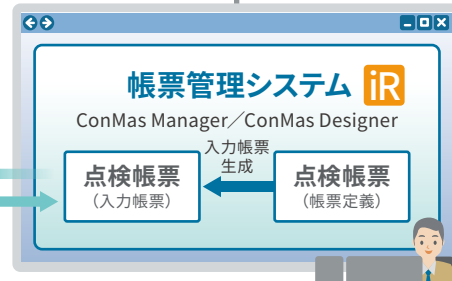 帳票管理システム iR
ConMas Manager／ConMas Designer
入力帳票
生成
点検帳票
（入力帳票）
点検帳票
（帳票定義）